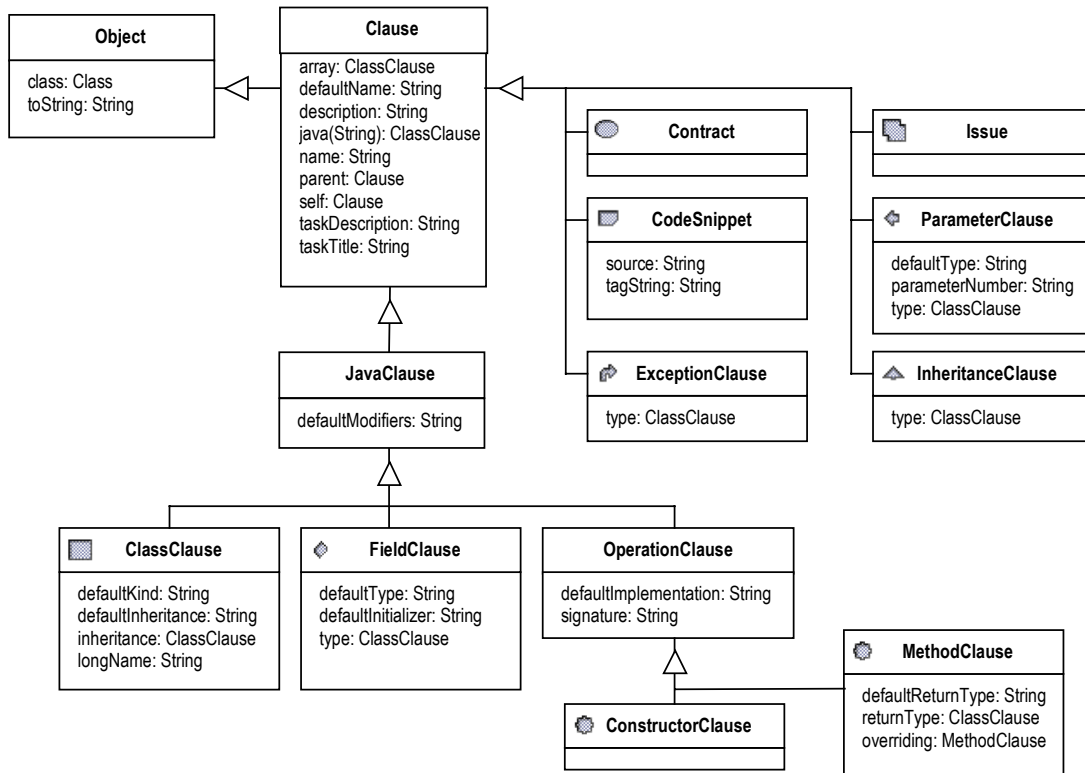 Object
class: Class
toString: String
Clause
array: ClassClause
defaultName: String
description: String
java(String): ClassClause
name: String
parent: Clause
self: Clause
taskDescription: String
taskTitle: String
Contract
Issue
CodeSnippet
source: String
tagString: String
ParameterClause
defaultType: String
parameterNumber: String
type: ClassClause
ExceptionClause
type: ClassClause
InheritanceClause
type: ClassClause
JavaClause
defaultModifiers: String
ClassClause
defaultKind: String
defaultInheritance: String
inheritance: ClassClause
longName: String
FieldClause
defaultType: String
defaultInitializer: String
type: ClassClause
OperationClause
defaultImplementation: String
signature: String
MethodClause
defaultReturnType: String
returnType: ClassClause
overriding: MethodClause
ConstructorClause